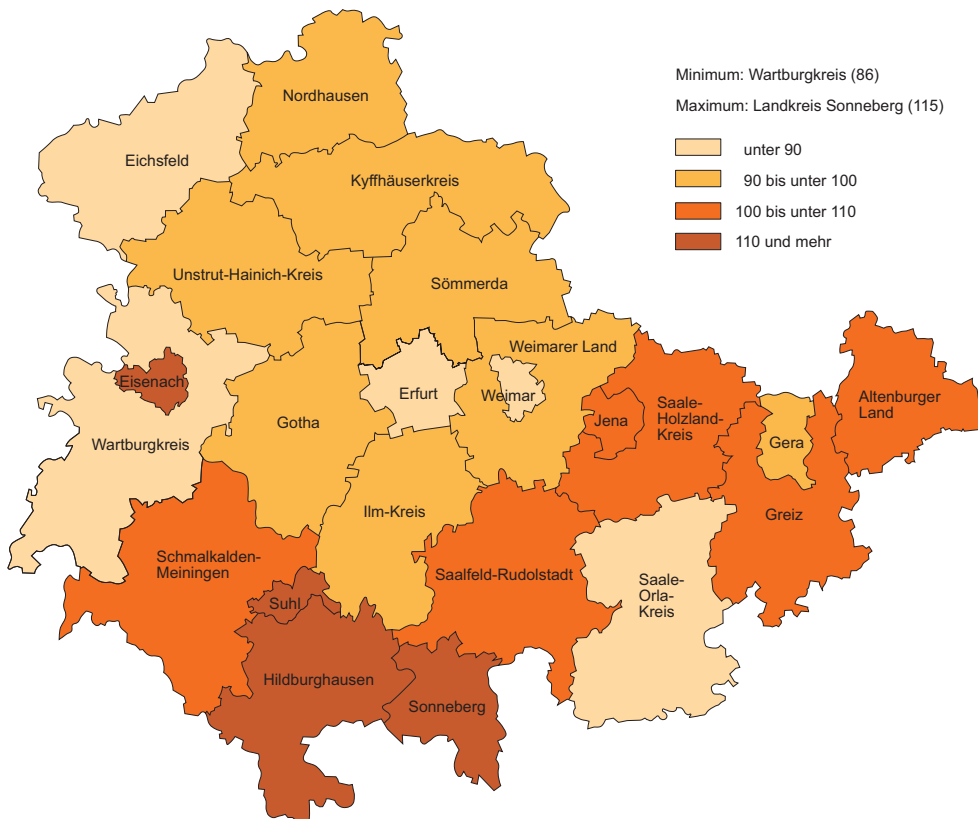 Minimum: Wartburgkreis (86)
Maximum: Landkreis Sonneberg (115)
unter 90
90 bis unter 100
100 bis unter 110
110 und mehr
Nordhausen
Eichsfeld
Kyffhäuserkreis
Unstrut-Hainich-Kreis
Sömmerda
Weimarer Land
Eisenach
Erfurt
Weimar
Saale-
Holzland-
Kreis
Altenburger
Land
Gotha
Jena
Wartburgkreis
Gera
Ilm-Kreis
Greiz
Schmalkalden-
Meiningen
Saalfeld-Rudolstadt
Saale-
Orla-
Kreis
Suhl
Hildburghausen
Sonneberg